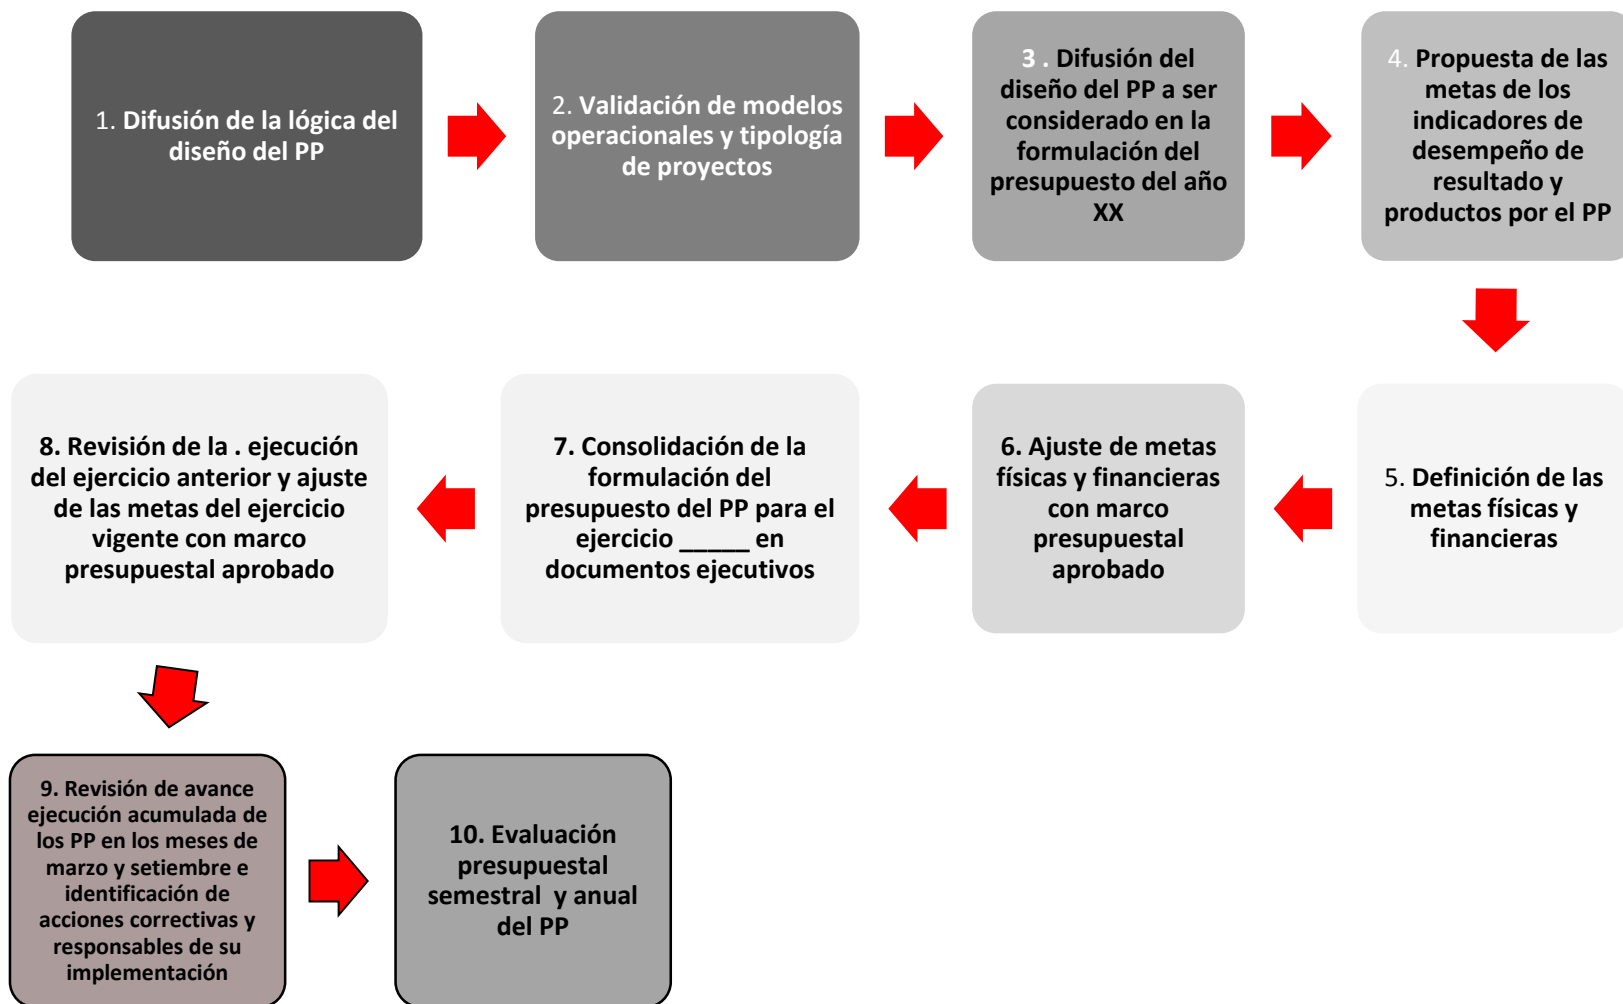 1. Difusión de la lógica del
diseño del PP
2. Validación de modelos
operacionales y tipología
de proyectos
3 . Difusión del
diseño del PP a ser
considerado en la
formulación del
presupuesto del año
XX
4. Propuesta de las
metas de los
indicadores de
desempeño de
resultado y
productos por el PP
5. Definición de las
metas físicas y
financieras
6. Ajuste de metas
físicas y financieras
con marco
presupuestal
aprobado
7. Consolidación de la
formulación del
presupuesto del PP para el
ejercicio _____ en
documentos ejecutivos
8. Revisión de la . ejecución
del ejercicio anterior y ajuste
de las metas del ejercicio
vigente con marco
presupuestal aprobado
9. Revisión de avance
ejecución acumulada de
los PP en los meses de
marzo y setiembre e
identificación de
acciones correctivas y
responsables de su
implementación
10. Evaluación
presupuestal
semestral y anual
del PP